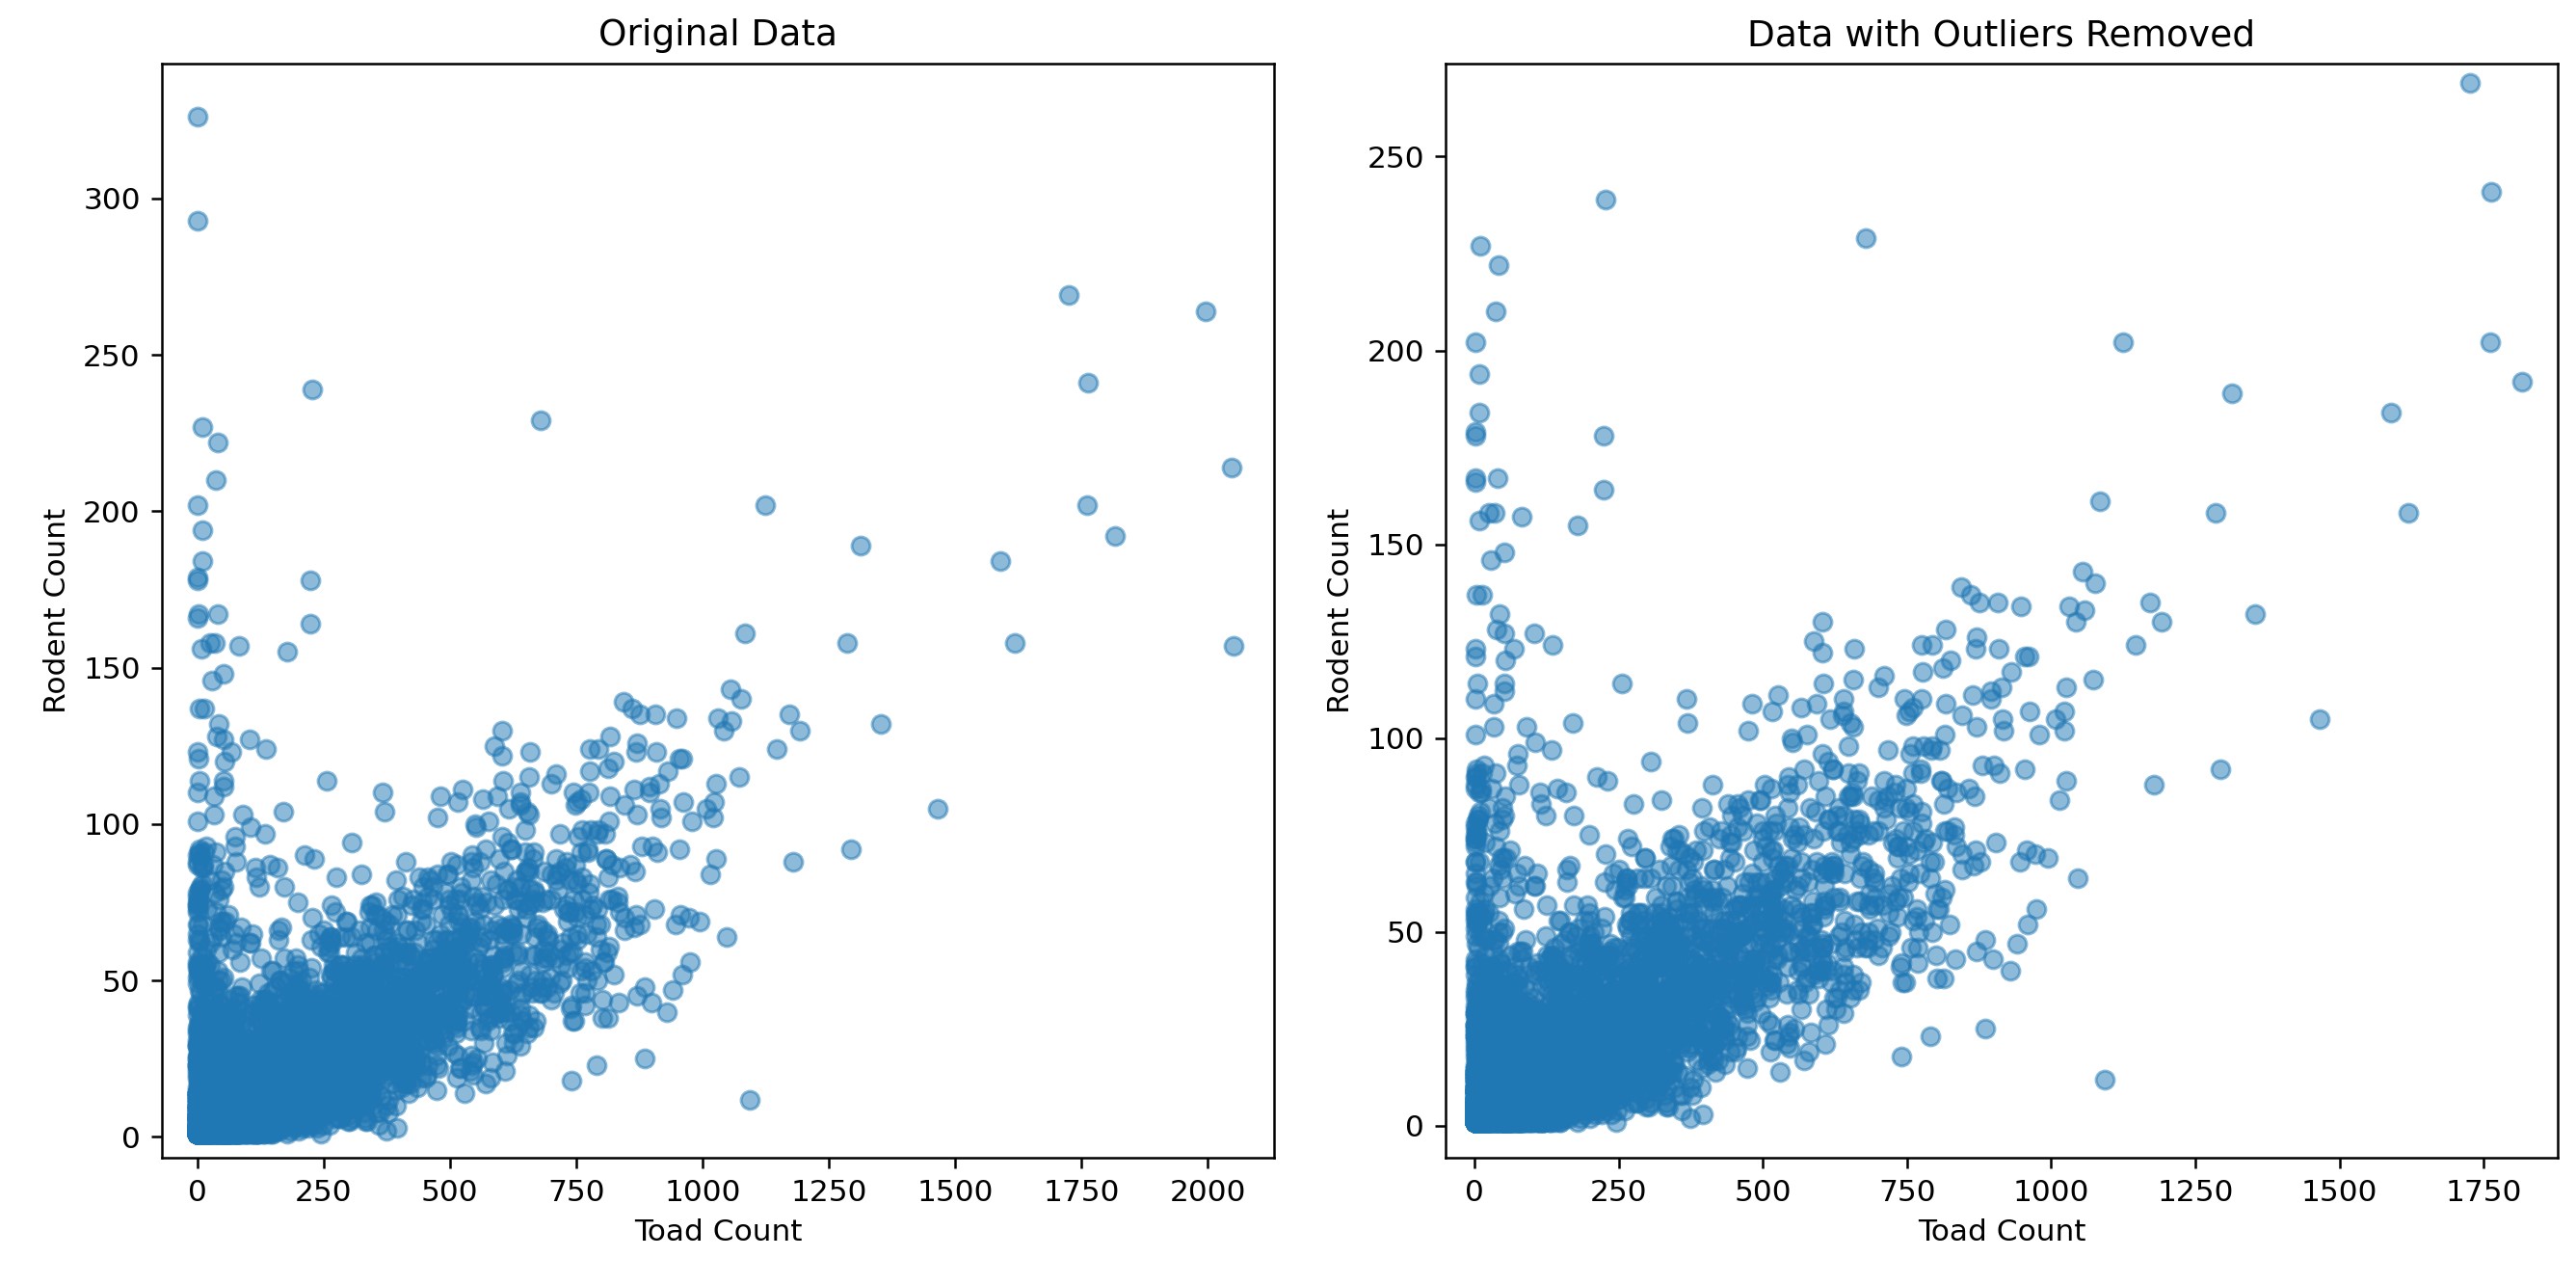 Original Data
Rodent Count
300
250
200
150
100
50
0
0 250 500 750 1000 1250 1500 1750 2000
Toad Count
Data with Outliers Removed
Rodent Count
250
200
150
100
50
0
0 250 500 750 1000 1250 1500 1750
Toad Count